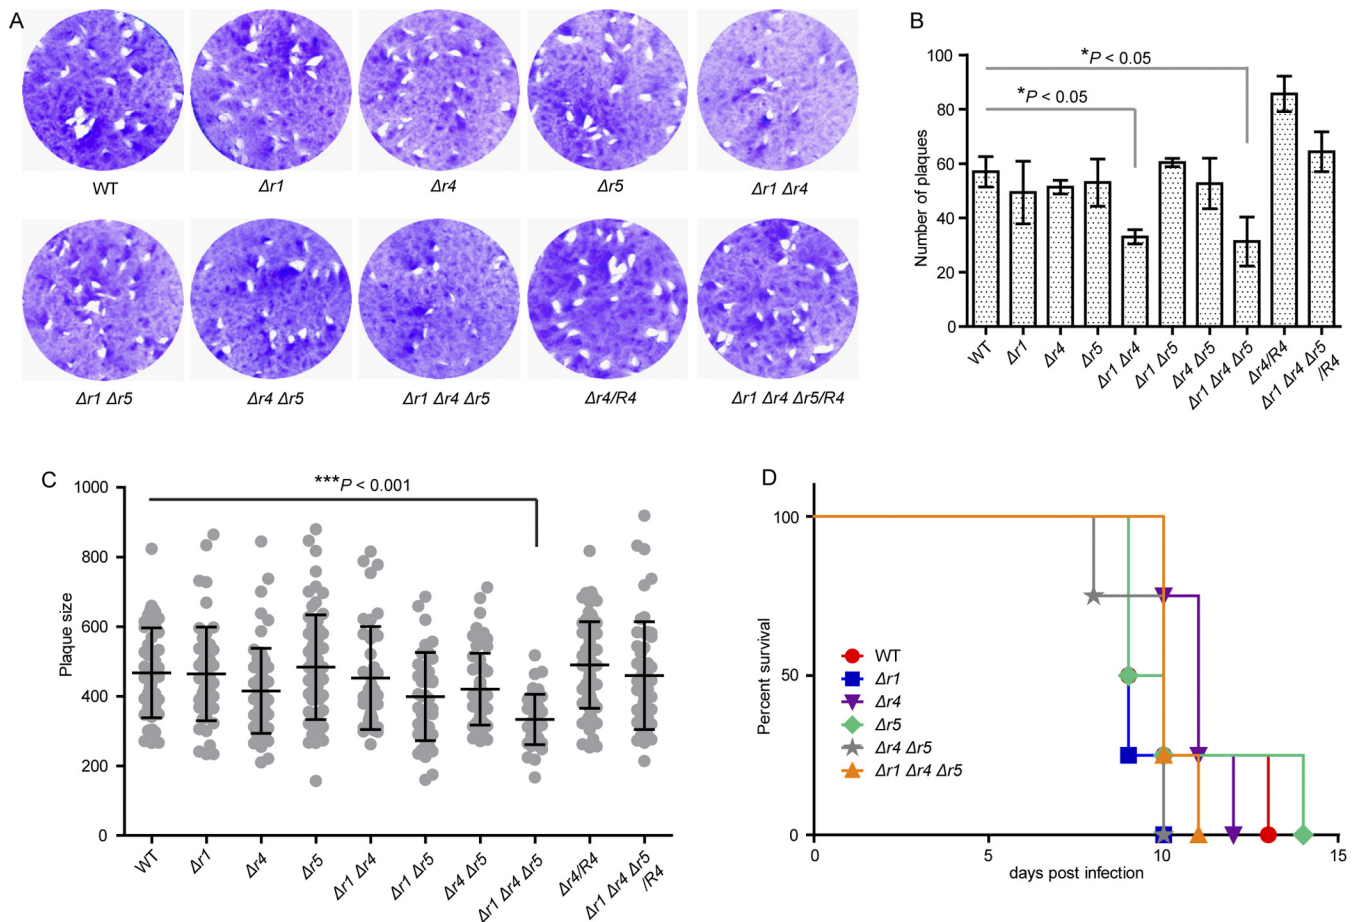 A
WT
Δr1
Δr4
Δr5
Δr1 Δr4
Δr1 Δr5
Δr4 Δr5
Δr1 Δr4 Δr5
Δr4/R4
Δr1 Δr4 Δr5/R4
B
Number of plaques
100
80
60
40
20
0
*P < 0.05
*P < 0.05
WT
Δr1
Δr4
Δr5
Δr1 Δr4
Δr1 Δr5
Δr4 Δr5
Δr1 Δr4 Δr5
Δr4/R4
Δr1 Δr4 Δr5
/R4
C
Plaque size
1000
800
600
400
200
0
***P < 0.001
WT
Δr1
Δr4
Δr5
Δr1 Δr4
Δr1 Δr5
Δr4 Δr5
Δr1 Δr4 Δr5
Δr4/R4
Δr1 Δr4 Δr5
/R4
D
Percent survival
100
50
0
WT
Δr1
Δr4
Δr5
Δr4 Δr5
Δr1 Δr4 Δr5
0
5
10
15
days post infection